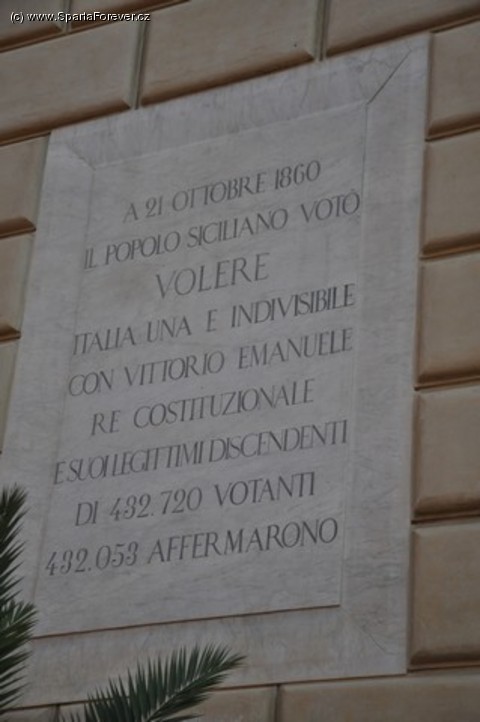 (c) www.SpartaForever.cz
A 21 OTTOBRE 1860
IL POPOLO SICILIANO VOTÒ
VOLERE
ITALIA UNA E INDIVISIBILE
CON VITTORIO EMANUELE
RE COSTITUZIONALE
E SUOI LEGITTIMI DISCENDENTI
DI 432.720 VOTANTI
432.053 AFFERMARONO